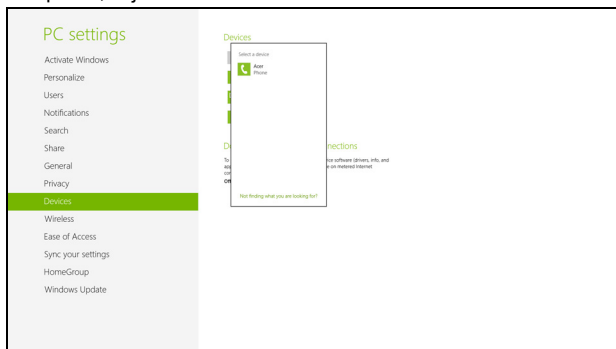 PC settings
Activate Windows
Personalize
Users
Notifications
Search
Share
General
Privacy
Devices
Wireless
Ease of Access
Sync your settings
HomeGroup
Windows Update
Devices
Select a device
Acer
Phone
nections
To
nce software (drivers, info, and
app
e on metered Internet
Not finding what you are looking for?